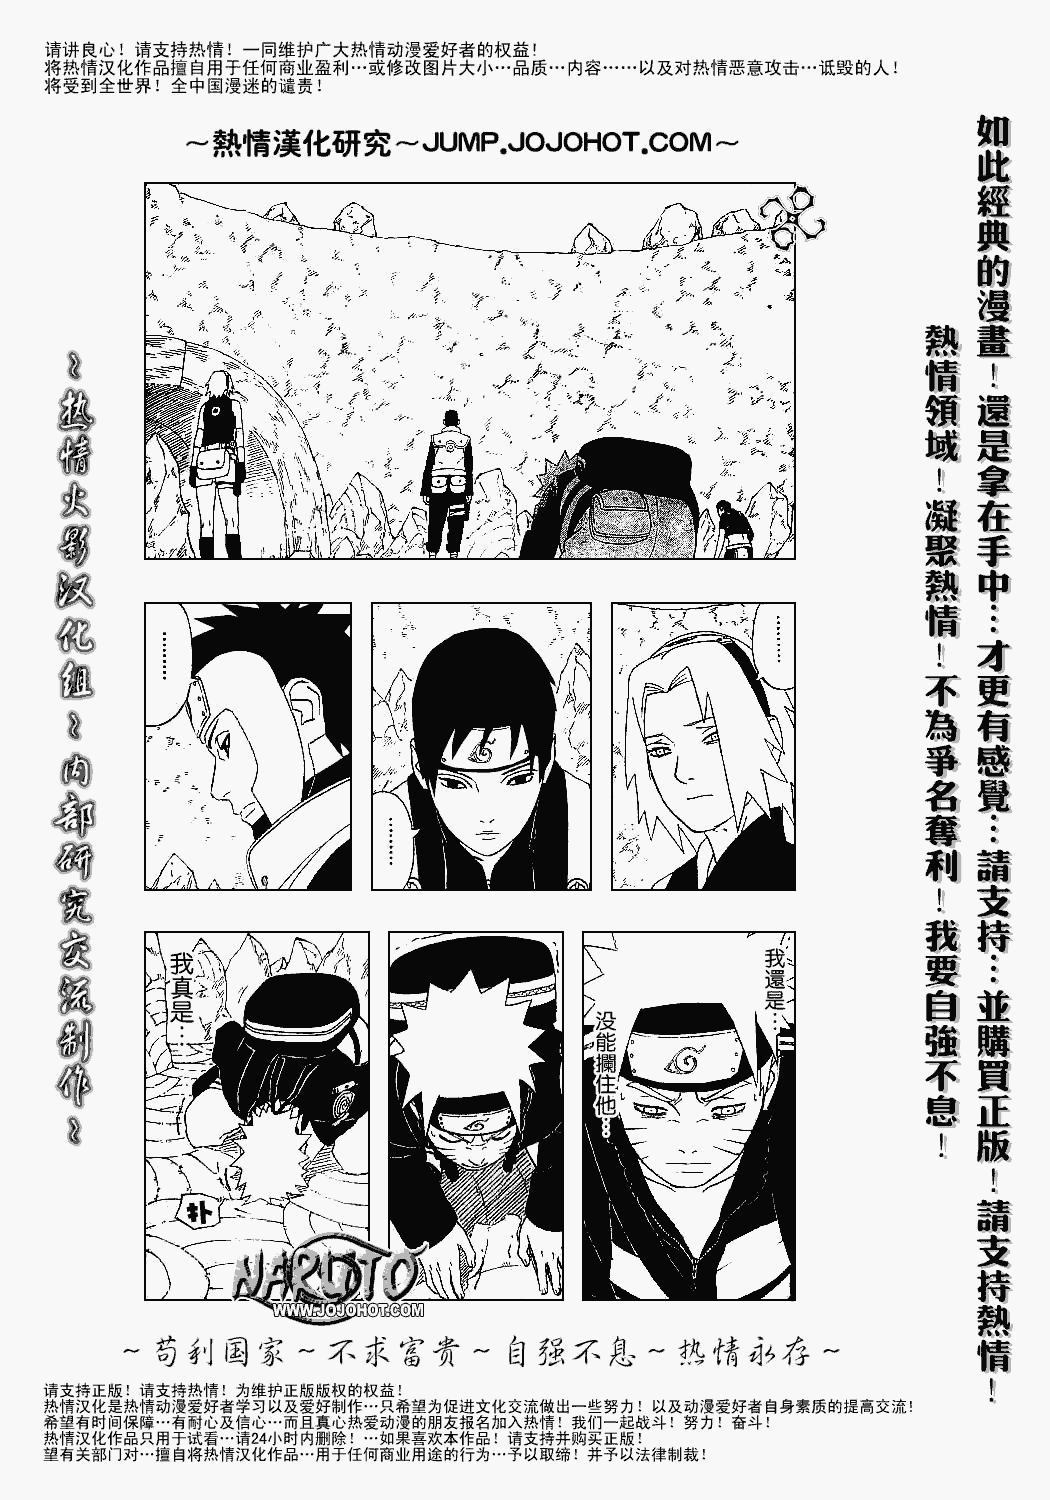 请讲良心！请支持热情！一同维护广大热情动漫爱好者的权益！
将热情汉化作品擅自用于任何商业盈利…或修改图片大小…品质…内容……以及对热情恶意攻击…诋毁的人！
将受到全世界！全中国漫迷的谴责！
～熱情漢化研究～JUMP.JOJOHOT.COM～
如此經典的漫畫！還是拿在手中…才更有感覺…請支持…並購買正版！請支持熱情！
熱情領域！凝聚熱情！不為爭名奪利！我要自強不息！
～热情火影汉化组～内部研究交流制作～
………
………
………
我還是…
没能攔住他…
我真是…
扑
NARUTO
WWW.JOJOHOT.COM
～苟利国家～不求富贵～自强不息～热情永存～
请支持正版！请支持热情！为维护正版版权的权益！
热情汉化是热情动漫爱好者学习以及爱好制作…只希望为促进文化交流做出一些努力！以及动漫爱好者自身素质的提高交流！
希望有时间保障…有耐心及信心…而且真心热爱动漫的朋友报名加入热情！我们一起战斗！努力！奋斗！
热情汉化作品只用于试看…请24小时内删除！…如果喜欢本作品！请支持并购买正版！
望有关部门对…擅自将热情汉化作品…用于任何商业用途的行为…予以取缔！并予以法律制裁！